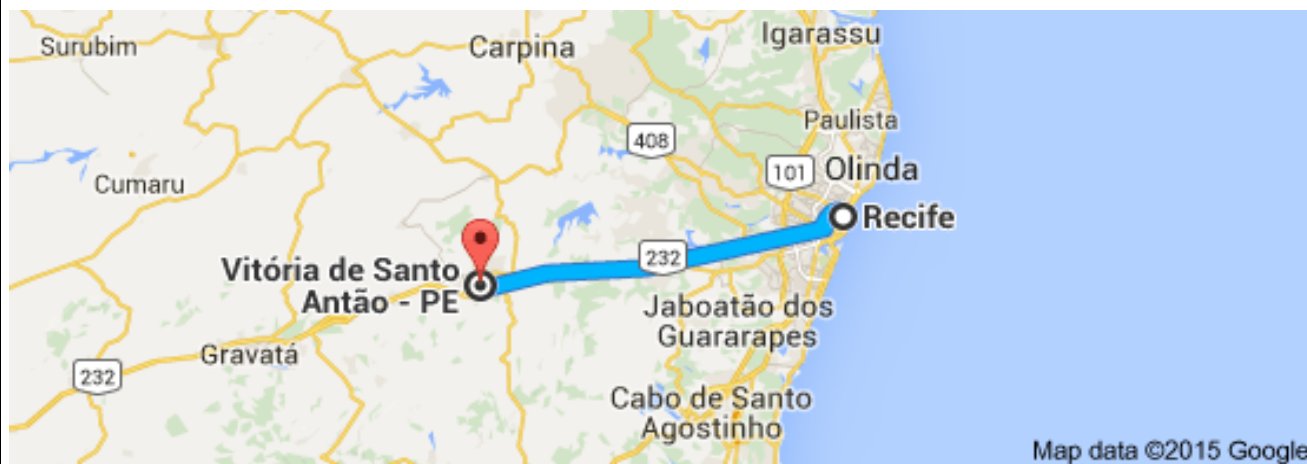 Igarassu
Surubim
Carpina
Paulista
408
101
Olinda
Cumaru
Recife
232
Vitória de Santo
Antão - PE
Jaboatão dos
Guararapes
Gravatá
232
Cabo de Santo
Agostinho
Map data ©2015 Google